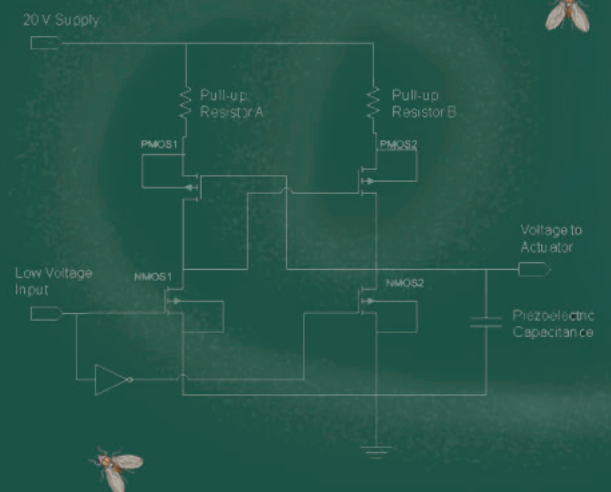 20 V Supply
Pull-up
Resistor A
Pull-up
Resistor B
PMOS1
PMOS2
Voltage to
Actuator
Low Voltage
Input
NMOS1
NMOS2
Piezoelectric
Capacitance